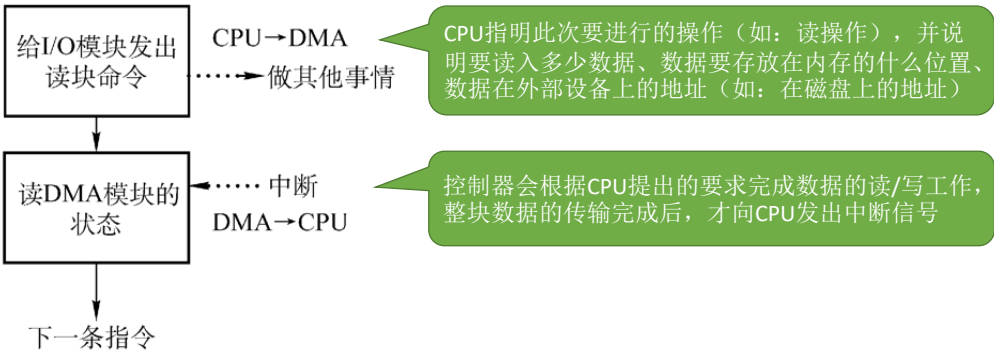 给I/O模块发出
读块命令
CPU→DMA
做其他事情
CPU指明此次要进行的操作（如：读操作），并说
明要读入多少数据、数据要存放在内存的什么位置、
数据在外部设备上的地址（如：在磁盘上的地址）
读DMA模块的
状态
中断
DMA→CPU
控制器会根据CPU提出的要求完成数据的读/写工作，
整块数据的传输完成后，才向CPU发出中断信号
下一条指令